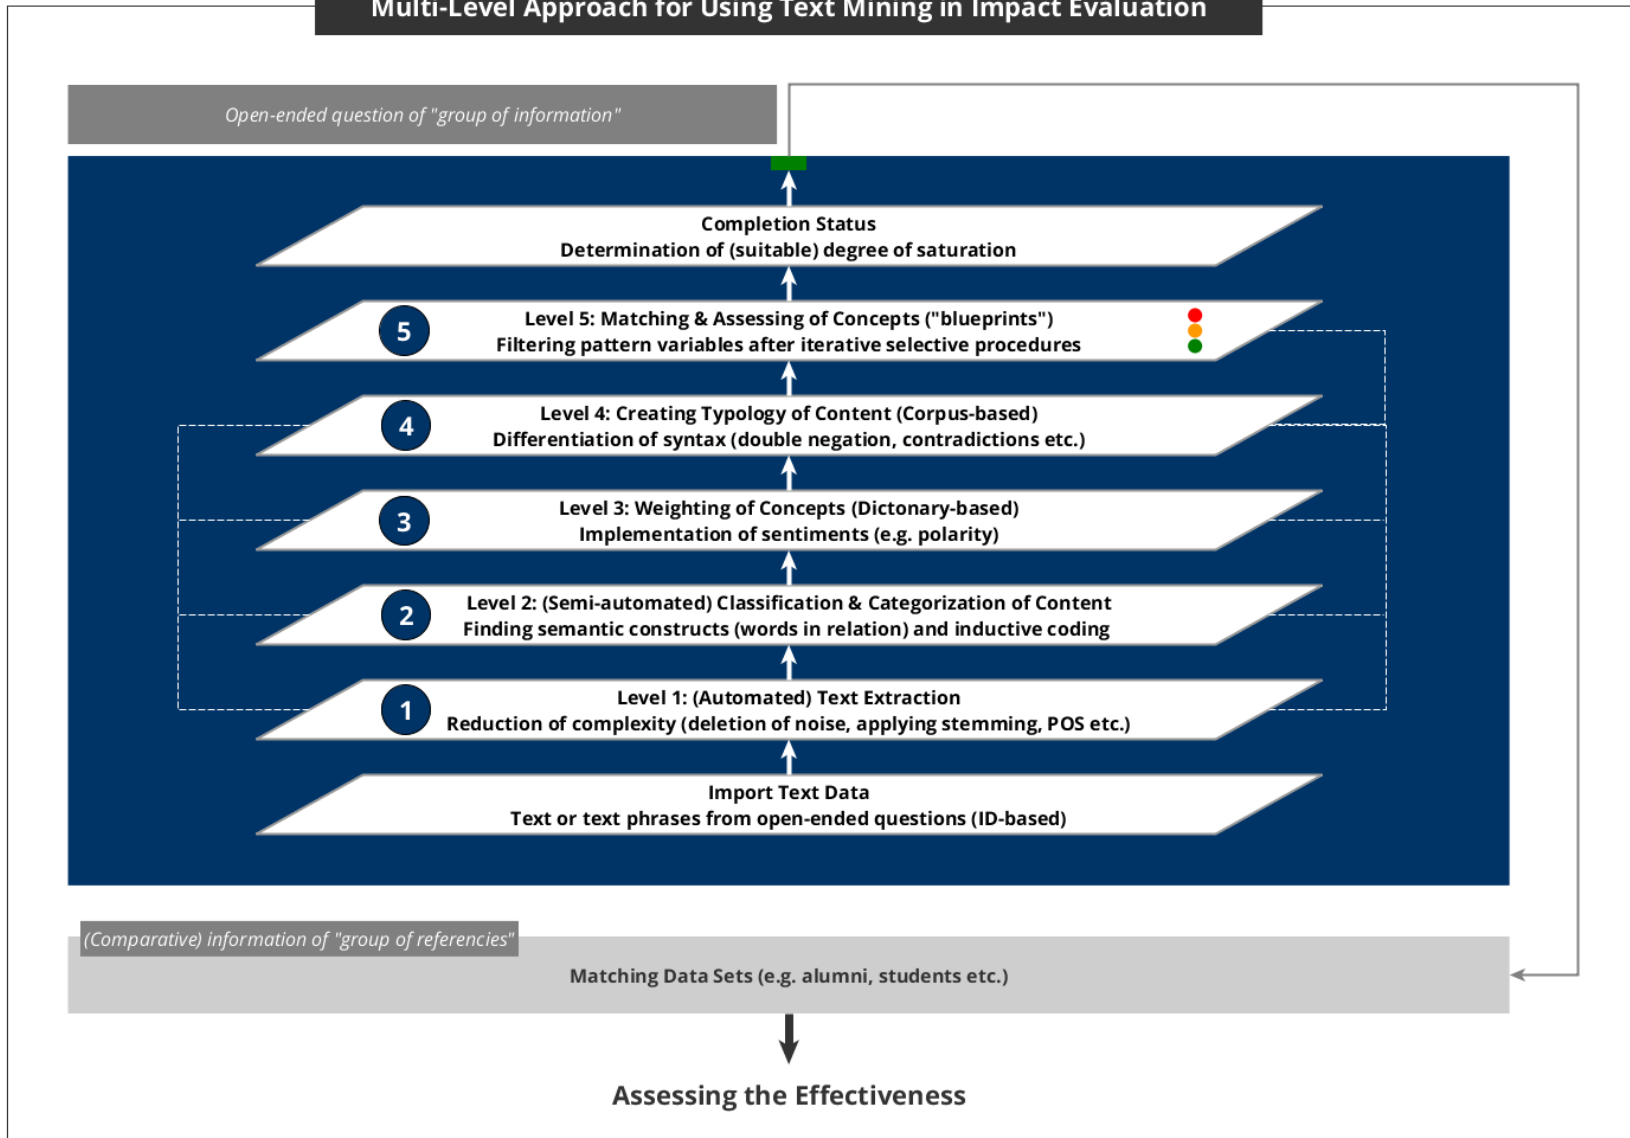 Multi-Level Approach for Using Text Mining in Impact Evaluation
Open-ended question of "group of information"
Completion Status
Determination of (suitable) degree of saturation
5
Level 5: Matching & Assessing of Concepts ("blueprints")
Filtering pattern variables after iterative selective procedures
4
Level 4: Creating Typology of Content (Corpus-based)
Differentiation of syntax (double negation, contradictions etc.)
3
Level 3: Weighting of Concepts (Dictonary-based)
Implementation of sentiments (e.g. polarity)
2
Level 2: (Semi-automated) Classification & Categorization of Content
Finding semantic constructs (words in relation) and inductive coding
1
Level 1: (Automated) Text Extraction
Reduction of complexity (deletion of noise, applying stemming, POS etc.)
Import Text Data
Text or text phrases from open-ended questions (ID-based)
(Comparative) information of "group of referencies"
Matching Data Sets (e.g. alumni, students etc.)
Assessing the Effectiveness